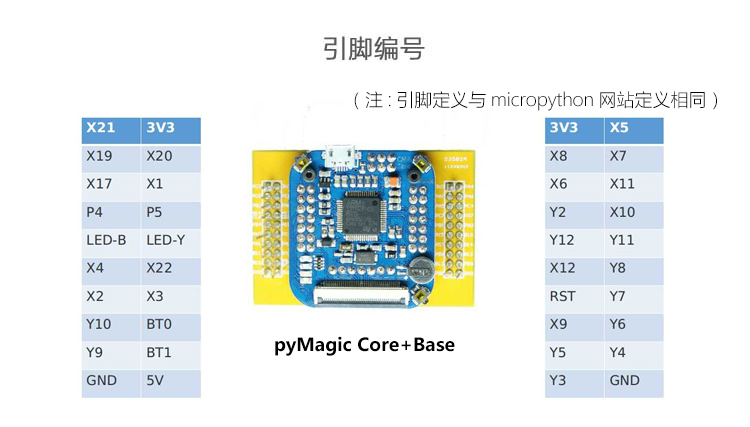 引脚编号
( 注 : 引脚定义与 micropython 网站定义相同 )
X21 3V3
X19 X20
X17 X1
P4 P5
LED-B LED-Y
X4 X22
X2 X3
Y10 BT0
Y9 BT1
GND 5V
pyMagic Core+Base
3V3 X5
X8 X7
X6 X11
Y2 X10
Y12 Y11
X12 Y8
RST Y7
X9 Y6
Y5 Y4
Y3 GND